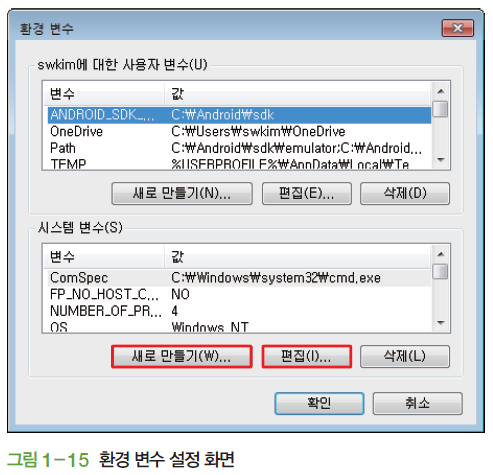 환경 변수
swkim에 대한 사용자 변수(U)
변수 값
ANDROID_SDK_... C:₩Android₩sdk
OneDrive C:₩Users₩swkim₩OneDrive
Path C:₩Android₩sdk₩emulator;C:₩Android...
TEMP %USERPROFILE%₩AppData₩Local₩Te...
새로 만들기(N)... 편집(E)... 삭제(D)
시스템 변수(S)
변수 값
ComSpec C:₩Windows₩system32₩cmd.exe
FP_NO_HOST_C... NO
NUMBER_OF_PR... 4
OS Windows_NT
새로 만들기(W)... 편집(I)... 삭제(L)
확인 취소
그림 1-15 환경 변수 설정 화면